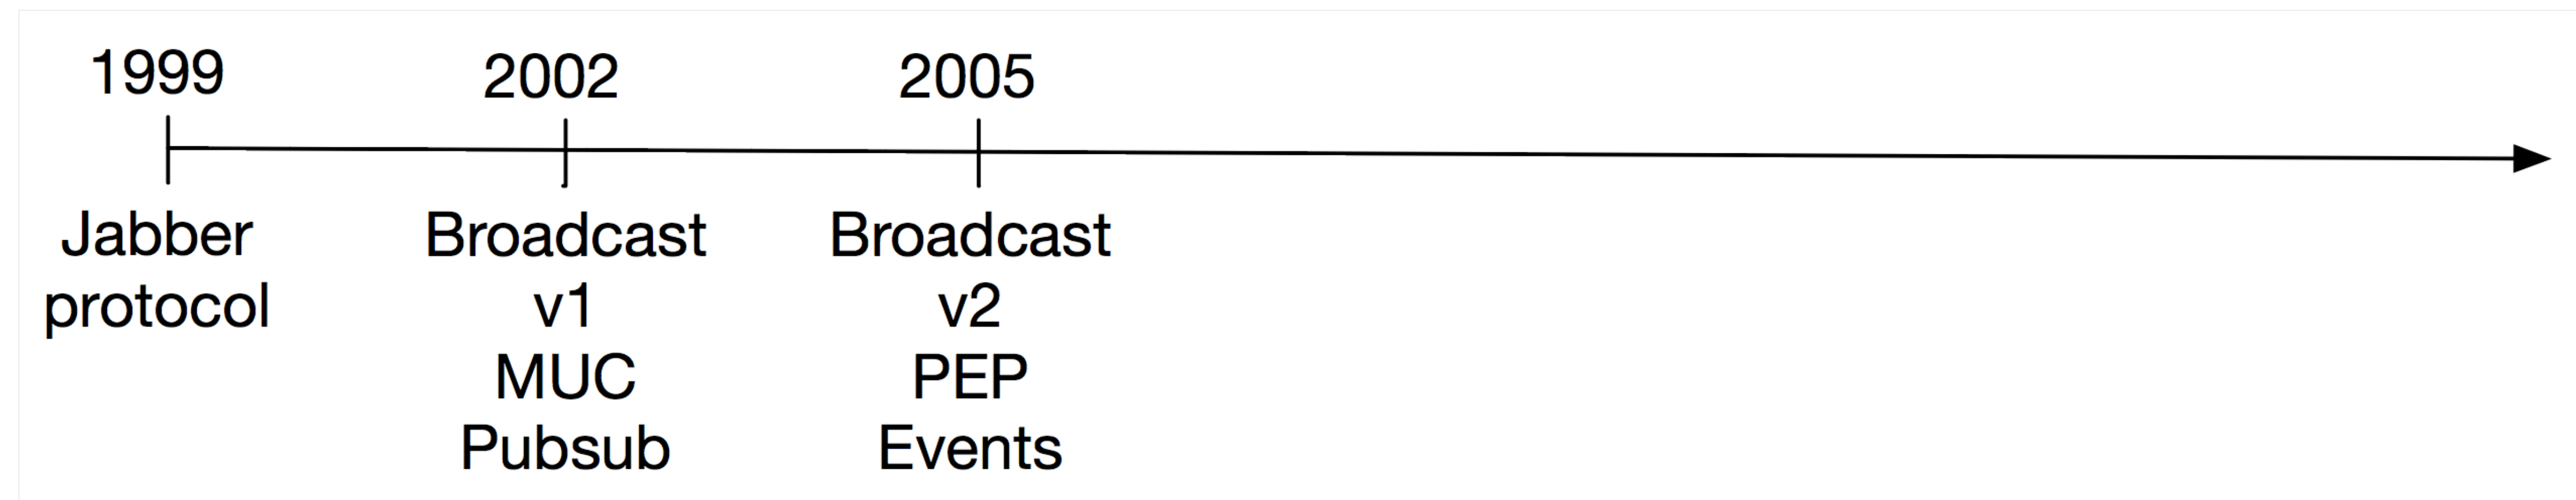 1999
2002
2005
Jabber
protocol
Broadcast
v1
MUC
Pubsub
Broadcast
v2
PEP
Events